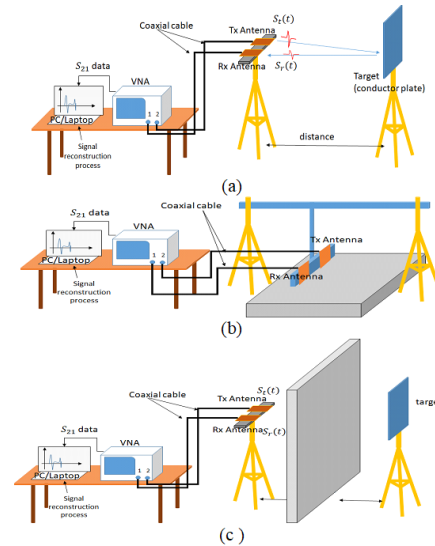 Coaxial cable
Tx Antenna
S_t(t)
S_21 data
VNA
1 2
PC/Laptop
Signal
reconstruction
process
Rx Antenna
S_r(t)
Target
(conductor plate)
distance
(a)
Coaxial cable
S_21 data
VNA
1 2
PC/Laptop
Signal
reconstruction
process
Tx Antenna
Rx Antenna
(b)
Coaxial cable
S_t(t)
Tx Antenna
Rx Antenna
S_r(t)
target
S_21 data
VNA
1 2
PC/Laptop
Signal
reconstruction
process
(c )